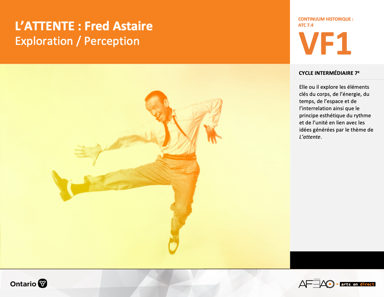 L’ATTENTE : Fred Astaire
Exploration / Perception
CONTINUUM HISTORIQUE :
ATC 7.4
VF1
CYCLE INTERMÉDIAIRE 7e
Elle ou il explore les éléments
clés du corps, de l’énergie, du
temps, de l’espace et de
l’interrelation ainsi que le
principe esthétique du rythme
et de l’unité en lien avec les
idées générées par le thème de
L’attente.
Ontario
AFEAO
arts en direct